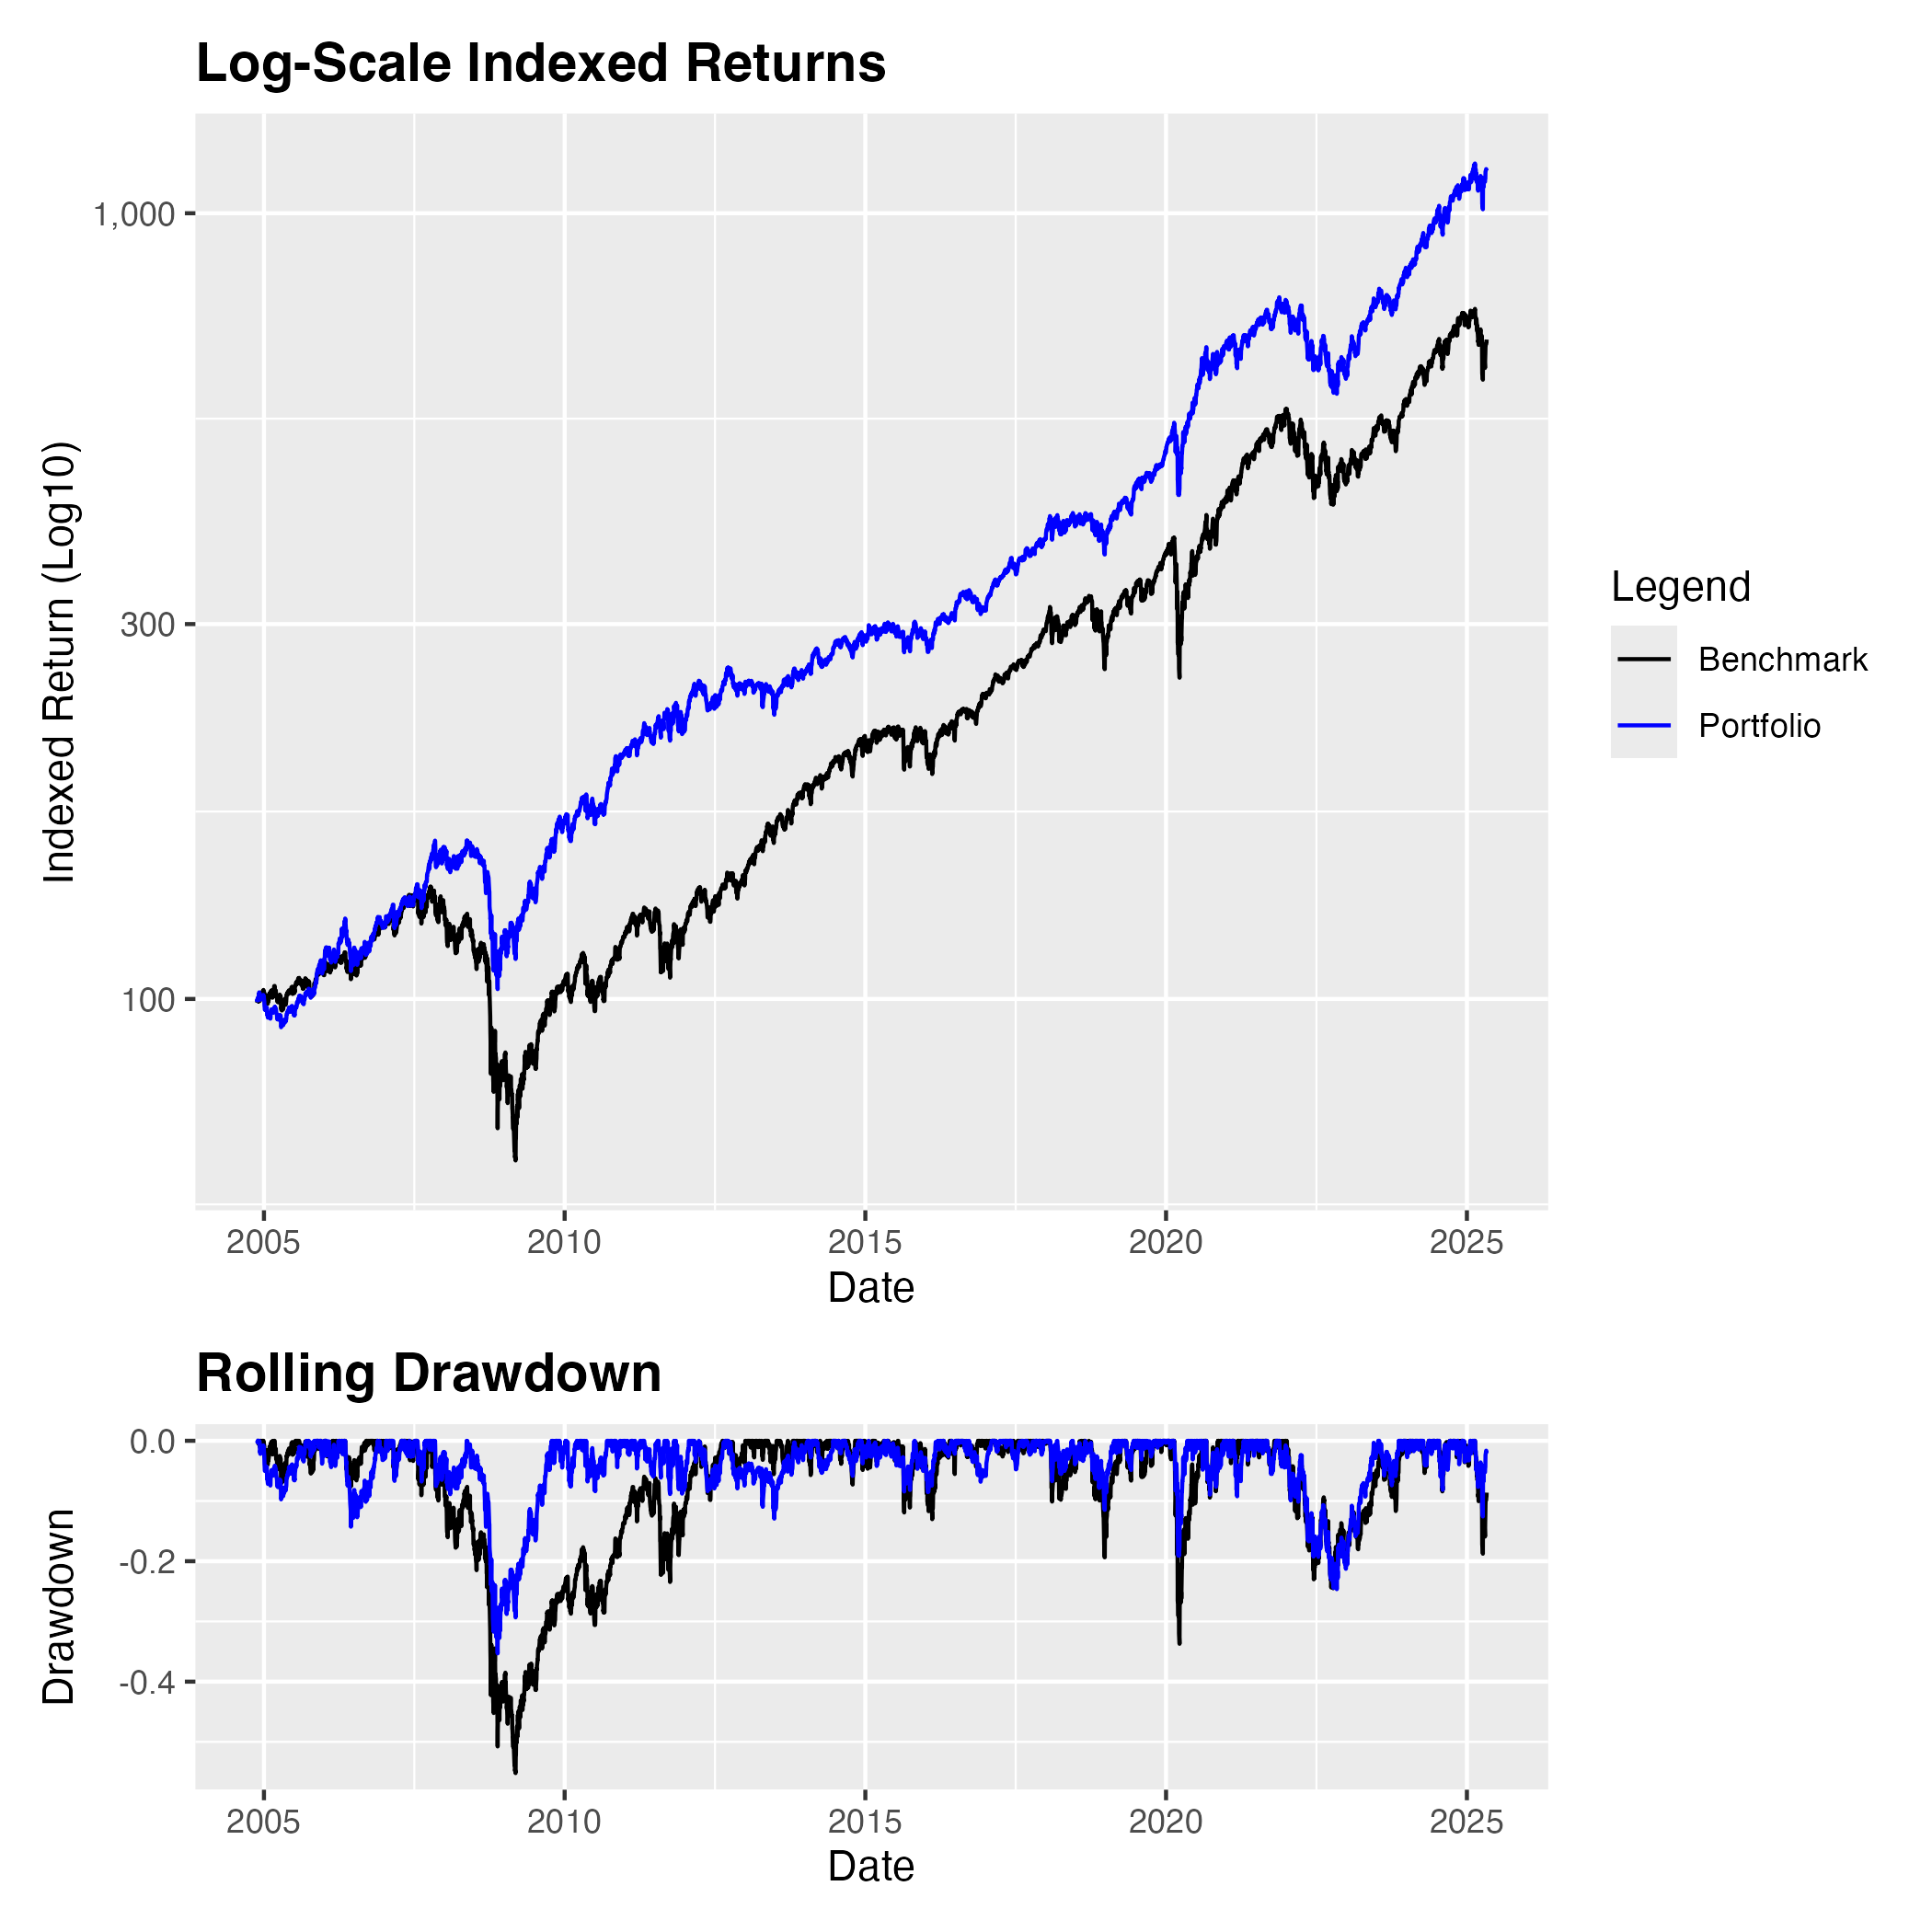 Log-Scale Indexed Returns
Indexed Return (Log10)
1,000
300
100
2005 2010 2015 2020 2025
Date
Legend
Benchmark
Portfolio
Rolling Drawdown
Drawdown
0.0
-0.2
-0.4
2005 2010 2015 2020 2025
Date